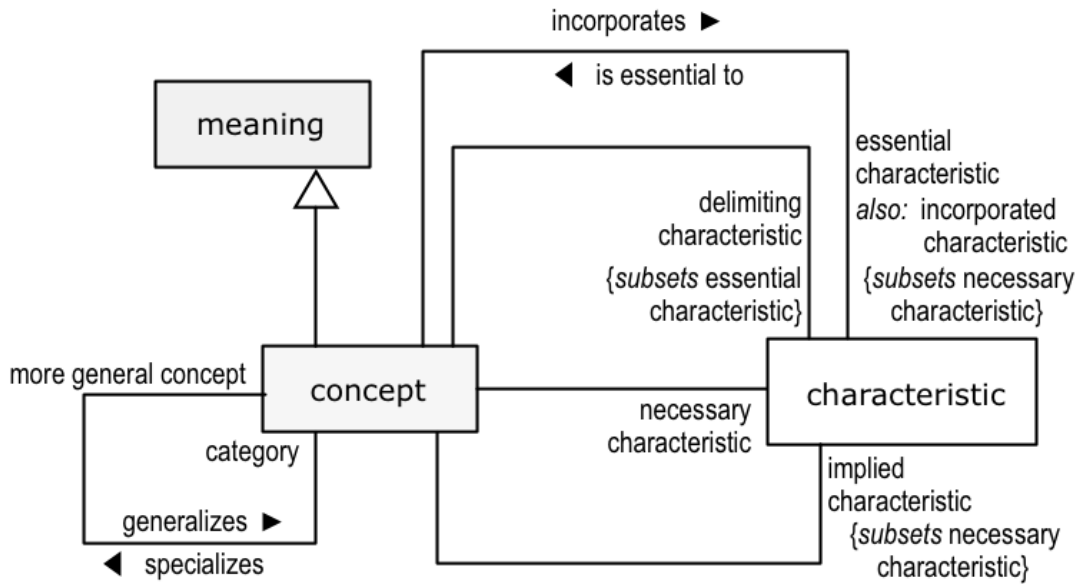 incorporates ►
◄ is essential to
meaning
essential
characteristic
also: incorporated
characteristic
{subsets necessary
characteristic}
delimiting
characteristic
{subsets essential
characteristic}
more general concept
concept
characteristic
category
necessary
characteristic
generalizes ►
◄ specializes
implied
characteristic
{subsets necessary
characteristic}